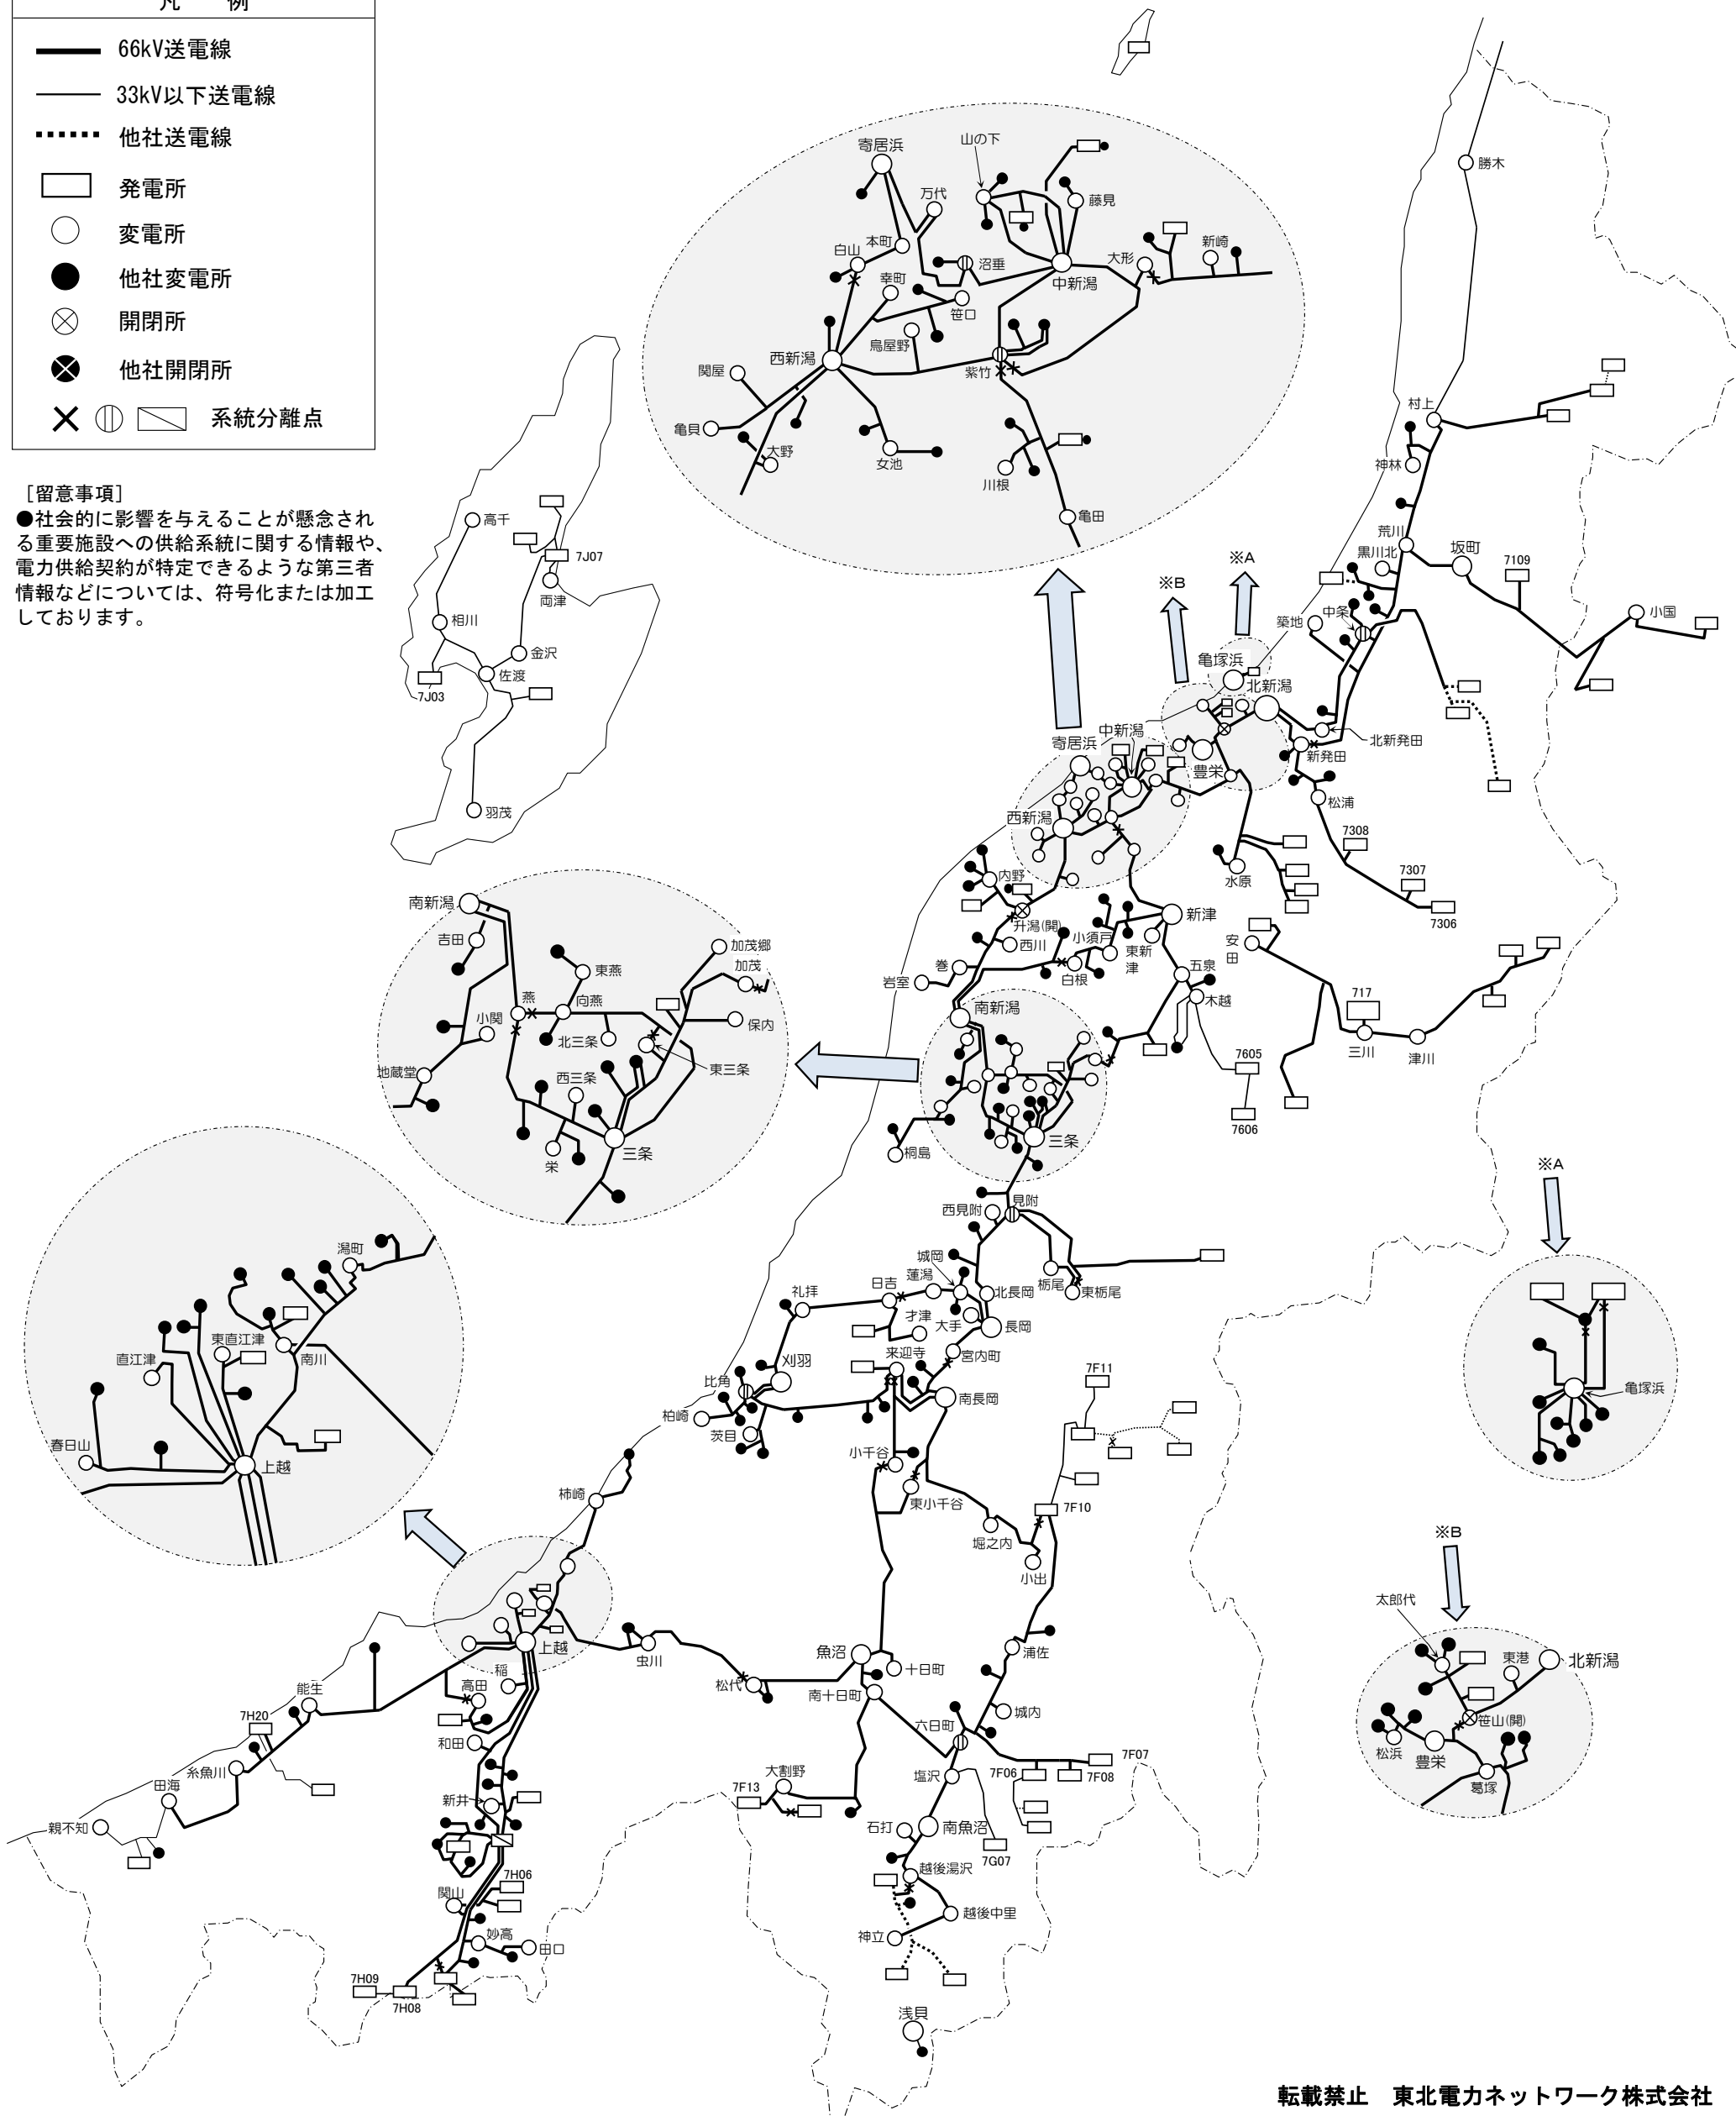 凡　例
66kV送電線
33kV以下送電線
他社送電線
発電所
変電所
他社変電所
開閉所
他社開閉所
系統分離点
［留意事項］
●社会的に影響を与えることが懸念され
る重要施設への供給系統に関する情報や、
電力供給契約が特定できるような第三者
情報などについては、符号化または加工
しております。
寄居浜
山の下
万代
藤見
本町
白山
沼垂
大形
新崎
幸町
中新潟
笹口
西新潟
鳥屋野
関屋
紫竹
亀貝
大野
女池
川根
亀田
勝木
村上
神林
荒川
黒川北
坂町
7109
中条
築地
小国
※A
※B
亀塚浜
北新潟
北新発田
新発田
中新潟
寄居浜
豊栄
西新潟
松浦
7308
7307
7306
水原
高千
7J07
両津
相川
金沢
佐渡
7J03
羽茂
内野
升潟(開)
西川
小須戸
新津
東新
津
白根
巻
岩室
五泉
木越
安
田
717
三川
津川
7605
7606
南新潟
吉田
加茂郷
加茂
東燕
燕
向燕
小関
北三条
保内
地蔵堂
西三条
東三条
栄
三条
南新潟
三条
桐島
見附
西見附
城岡
蓮潟
日吉
礼拝
北長岡
栃尾
東栃尾
才津
大手
長岡
来迎寺
宮内町
刈羽
比角
柏崎
茨目
南長岡
小千谷
東小千谷
7F11
7F10
堀之内
小出
潟町
東直江津
直江津
南川
春日山
上越
柿崎
上越
稲
高田
虫川
松代
魚沼
十日町
南十日町
浦佐
城内
六日町
能生
7H20
糸魚川
田海
親不知
和田
新井
大割野
7F13
塩沢
7F06
7F07
7F08
石打
南魚沼
7G07
越後湯沢
越後中里
神立
7H06
関山
妙高
田口
7H09
7H08
浅貝
※A
亀塚浜
※B
太郎代
東港
北新潟
笹山(開)
松浜
豊栄
葛塚
転載禁止　東北電力ネットワーク株式会社